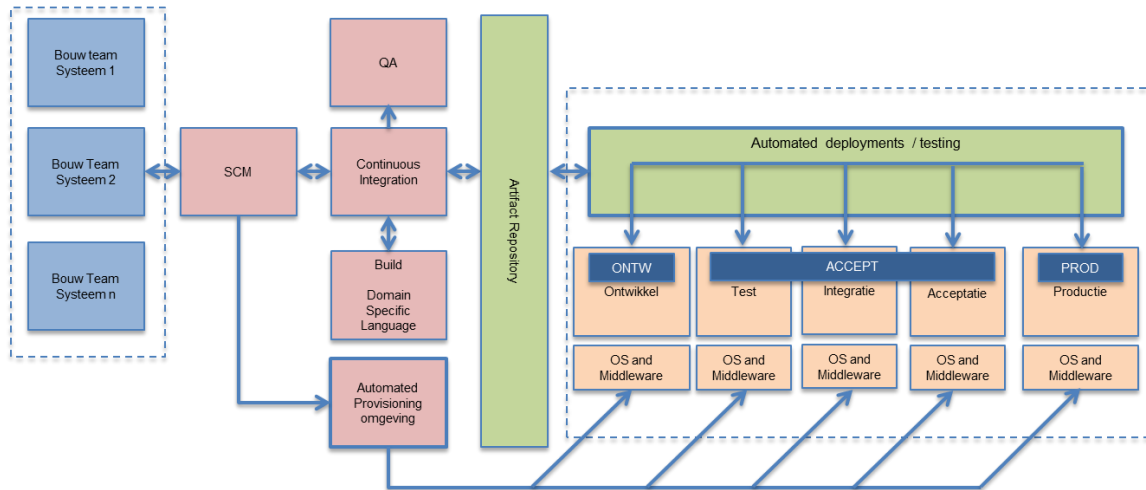 Bouw team
Systeem 1
Bouw Team
Systeem 2
Bouw Team
Systeem n
SCM
QA
Continuous
Integration
Build
Domain
Specific
Language
Automated
Provisioning
omgeving
Artifact Repository
Automated deployments / testing
ONTW
Ontwikkel
ACCEPT
Test
Integratie
Acceptatie
PROD
Productie
OS and
Middleware
OS and
Middleware
OS and
Middleware
OS and
Middleware
OS and
Middleware